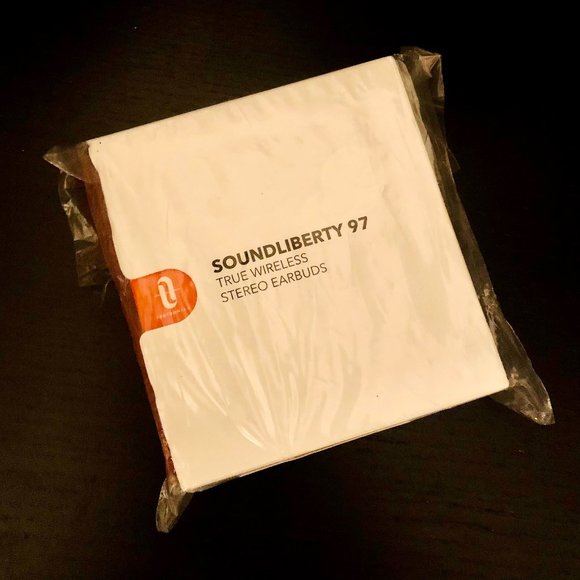 SOUNDLIBERTY 97
TRUE WIRELESS
STEREO EARBUDS